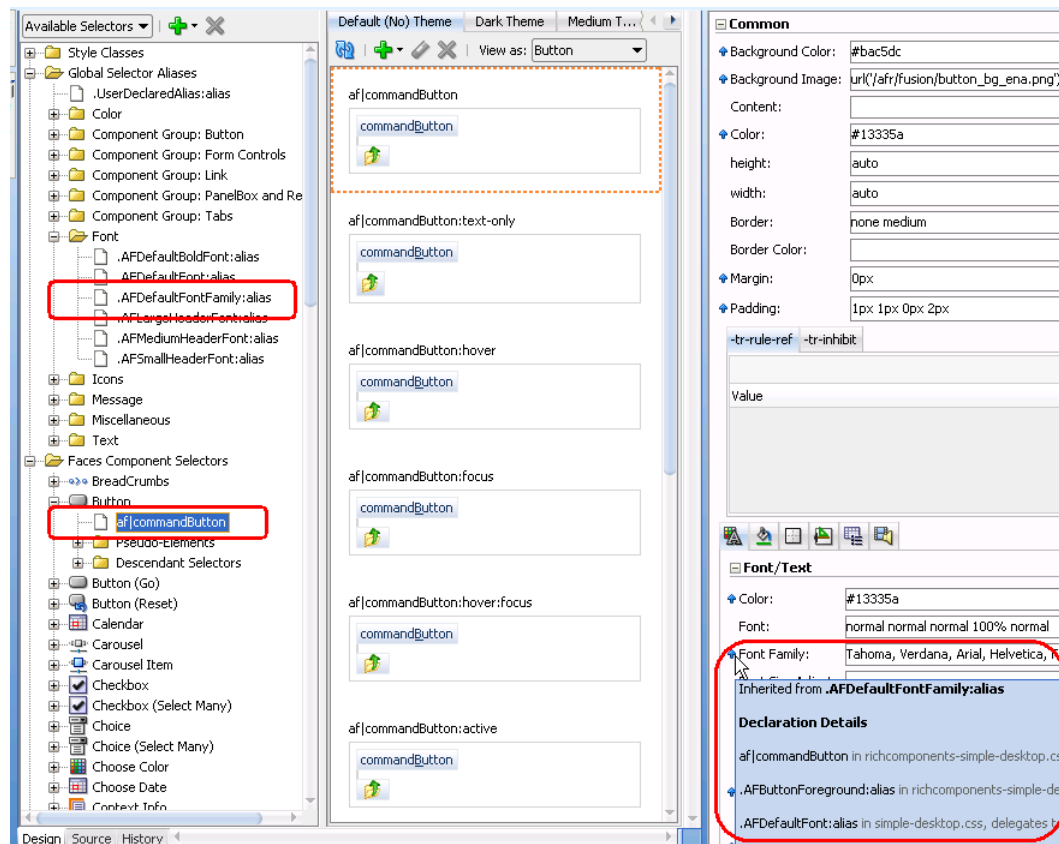 Available Selectors
Style Classes
Global Selector Aliases
.UserDeclaredAlias:alias
Color
Component Group: Button
Component Group: Form Controls
Component Group: Link
Component Group: PanelBox and Re
Component Group: Tabs
Font
.AFDefaultBoldFont:alias
.AFDefaultFont:alias
.AFDefaultFontFamily:alias
.AFLargeHeaderFont:alias
.AFMediumHeaderFont:alias
.AFSmallHeaderFont:alias
Icons
Message
Miscellaneous
Text
Faces Component Selectors
BreadCrumbs
Button
af|commandButton
Pseudo-Elements
Descendant Selectors
Button (Go)
Button (Reset)
Calendar
Carousel
Carousel Item
Checkbox
Checkbox (Select Many)
Choice
Choice (Select Many)
Choose Color
Choose Date
Context Info
Design Source History
Default (No) Theme Dark Theme Medium T...
View as: Button
af|commandButton
commandButton
af|commandButton:text-only
commandButton
af|commandButton:hover
commandButton
af|commandButton:focus
commandButton
af|commandButton:hover:focus
commandButton
af|commandButton:active
commandButton
Common
Background Color: #bac5dc
Background Image: url('/afr/fusion/button_bg_ena.png')
Content:
Color: #13335a
height: auto
width: auto
Border: none medium
Border Color:
Margin: 0px
Padding: 1px 1px 0px 2px
-tr-rule-ref -tr-inhibit
Value
Font/Text
Color: #13335a
Font: normal normal normal 100% normal
Font Family: Tahoma, Verdana, Arial, Helvetica,
Inherited from .AFDefaultFontFamily:alias
Declaration Details
af|commandButton in richcomponents-simple-desktop.cs
.AFButtonForeground:alias in richcomponents-simple-de
.AFDefaultFont:alias in simple-desktop.css, delegates t